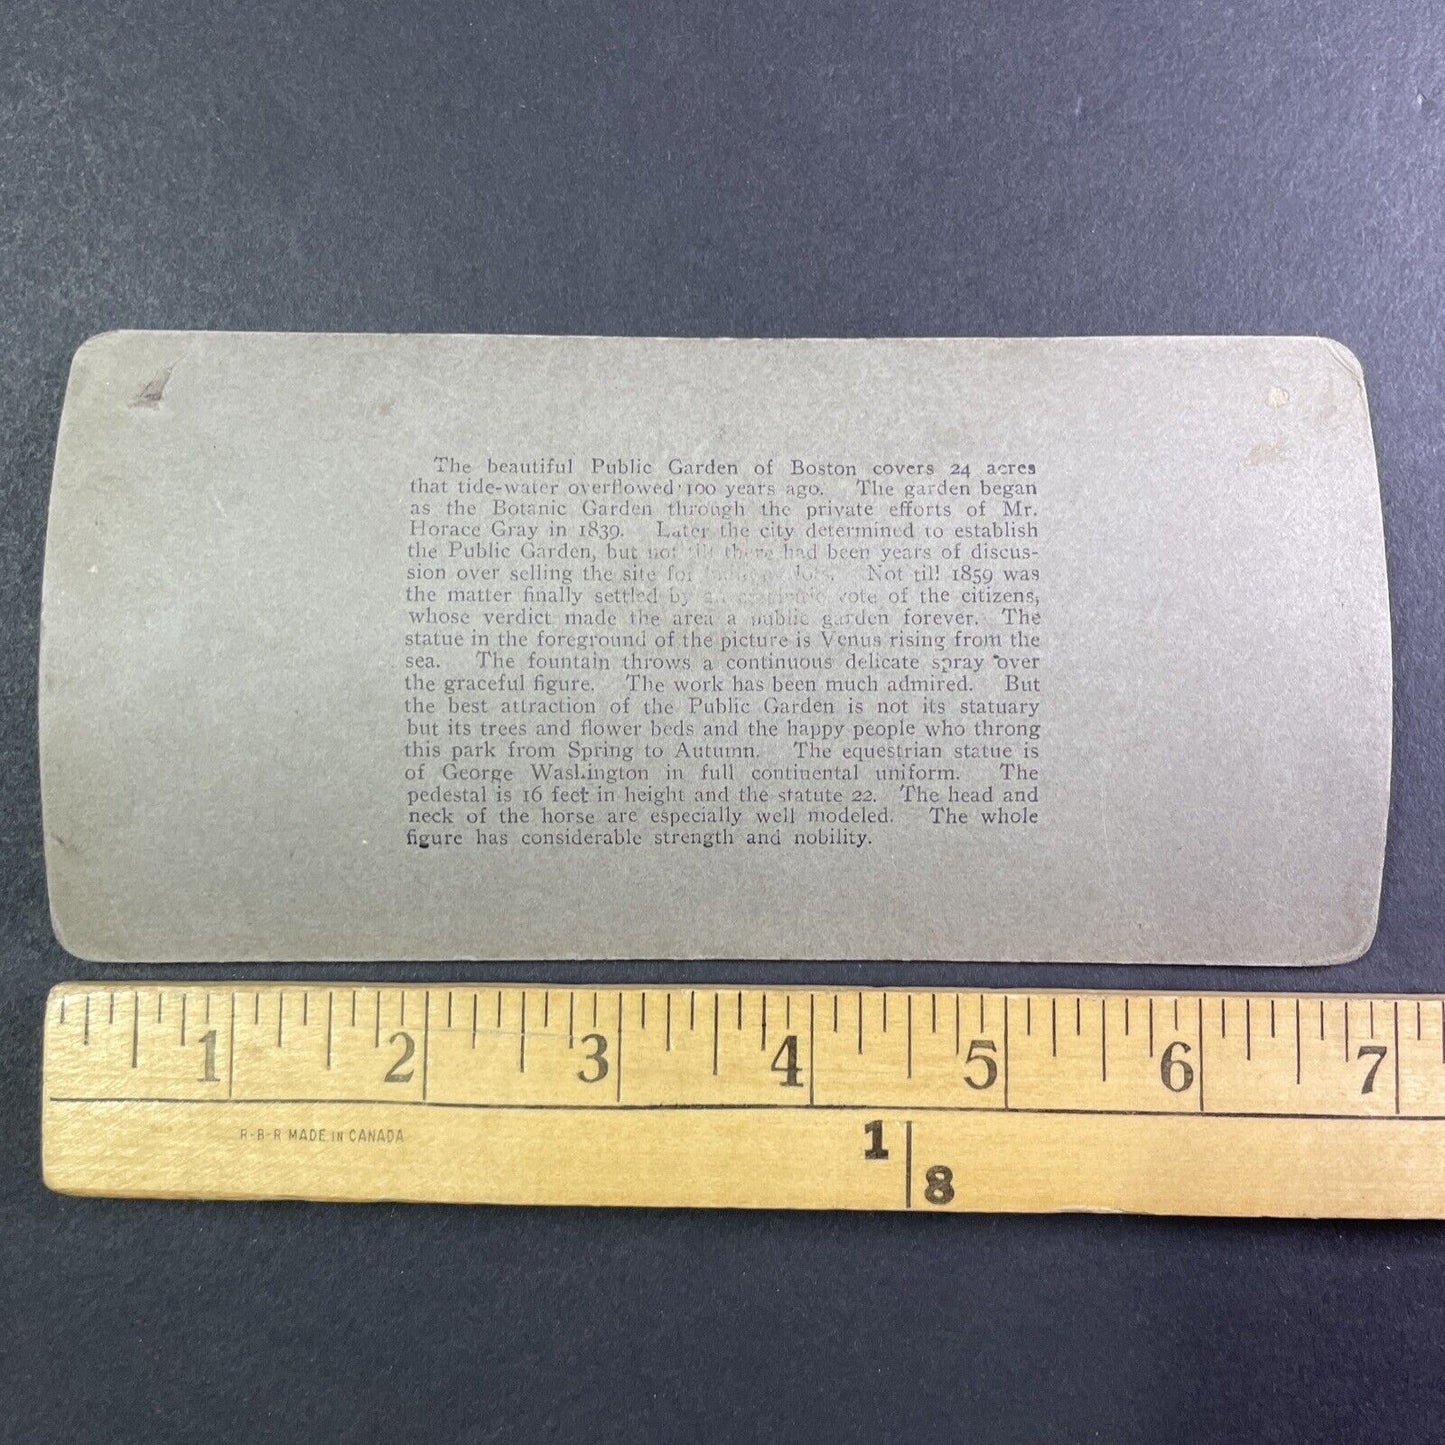 The beautiful Public Garden of Boston covers 24 acres
that tide-water overflowed 100 years ago. The garden began
as the Botanic Garden through the private efforts of Mr.
Horace Gray in 1839. Later the city determined to establish
the Public Garden, but not till there had been years of discus-
sion over selling the site for lots. Not till 1859 was
the matter finally settled by an vote of the citizens,
whose verdict made the area a public garden forever. The
statue in the foreground of the picture is Venus rising from the
sea. The fountain throws a continuous delicate spray over
the graceful figure. The work has been much admired. But
the best attraction of the Public Garden is not its statuary
but its trees and flower beds and the happy people who throng
this park from Spring to Autumn. The equestrian statue is
of George Washington in full continental uniform. The
pedestal is 16 feet in height and the statute 22. The head and
neck of the horse are especially well modeled. The whole
figure has considerable strength and nobility.
1 2 3 4 5 6 7
R-B-R MADE IN CANADA
1 8